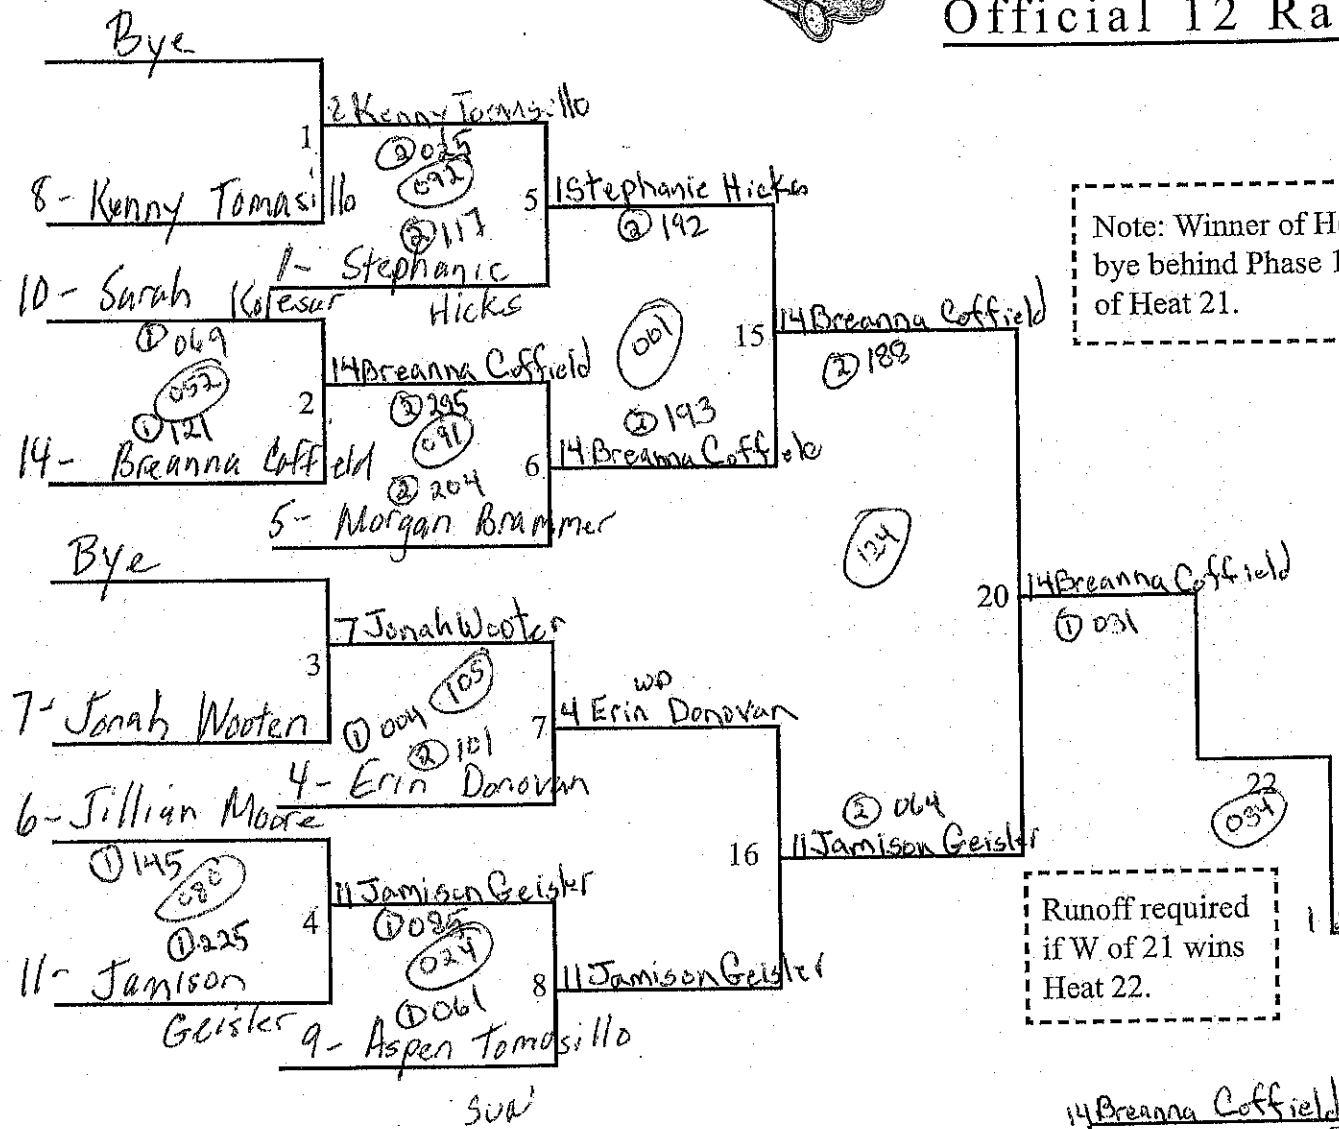 Official 12 Ra
Bye
2 Kenny Tomasillo
1
② 025
092
8 - Kenny Tomasillo
5
1 Stephanie Hicks
② 117
② 192
1- Stephanie Hicks
Note: Winner of H
bye behind Phase 1
of Heat 21.
10 - Sarah Kolesar
① 069
052
① 121
2
14 Breanna Coffield
② 295
091
② 204
001
② 193
15
14 Breanna Coffield
② 188
14 - Breanna Coffield
6
14 Breanna Coffield
5 - Morgan Brammer
124
Bye
20
14 Breanna Coffield
① 031
7 Jonah Wooten
3
105
7 - Jonah Wooten
① 004
② 101
7
WD
4 Erin Donovan
4 - Erin Donovan
22
034
6 - Jillian Moore
① 145
080
① 225
4
11 Jamison Geisler
① 085
024
① 061
16
② 064
11 Jamison Geisler
11 - Jamison Geisler
8
11 Jamison Geisler
9 - Aspen Tomasillo
Runoff required
if W of 21 wins
Heat 22.
1
14 Breanna Coffield